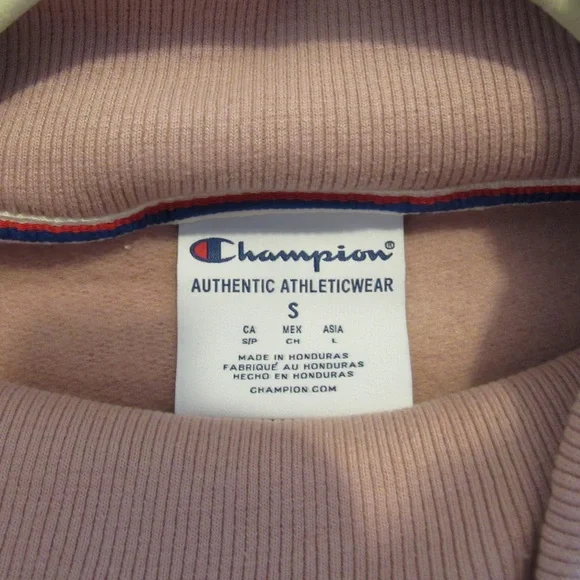 Champion®
AUTHENTIC ATHLETICWEAR
S
CA MEX ASIA
S/P CH L
MADE IN HONDURAS
FABRIQUÉ AU HONDURAS
HECHO EN HONDURAS
CHAMPION.COM